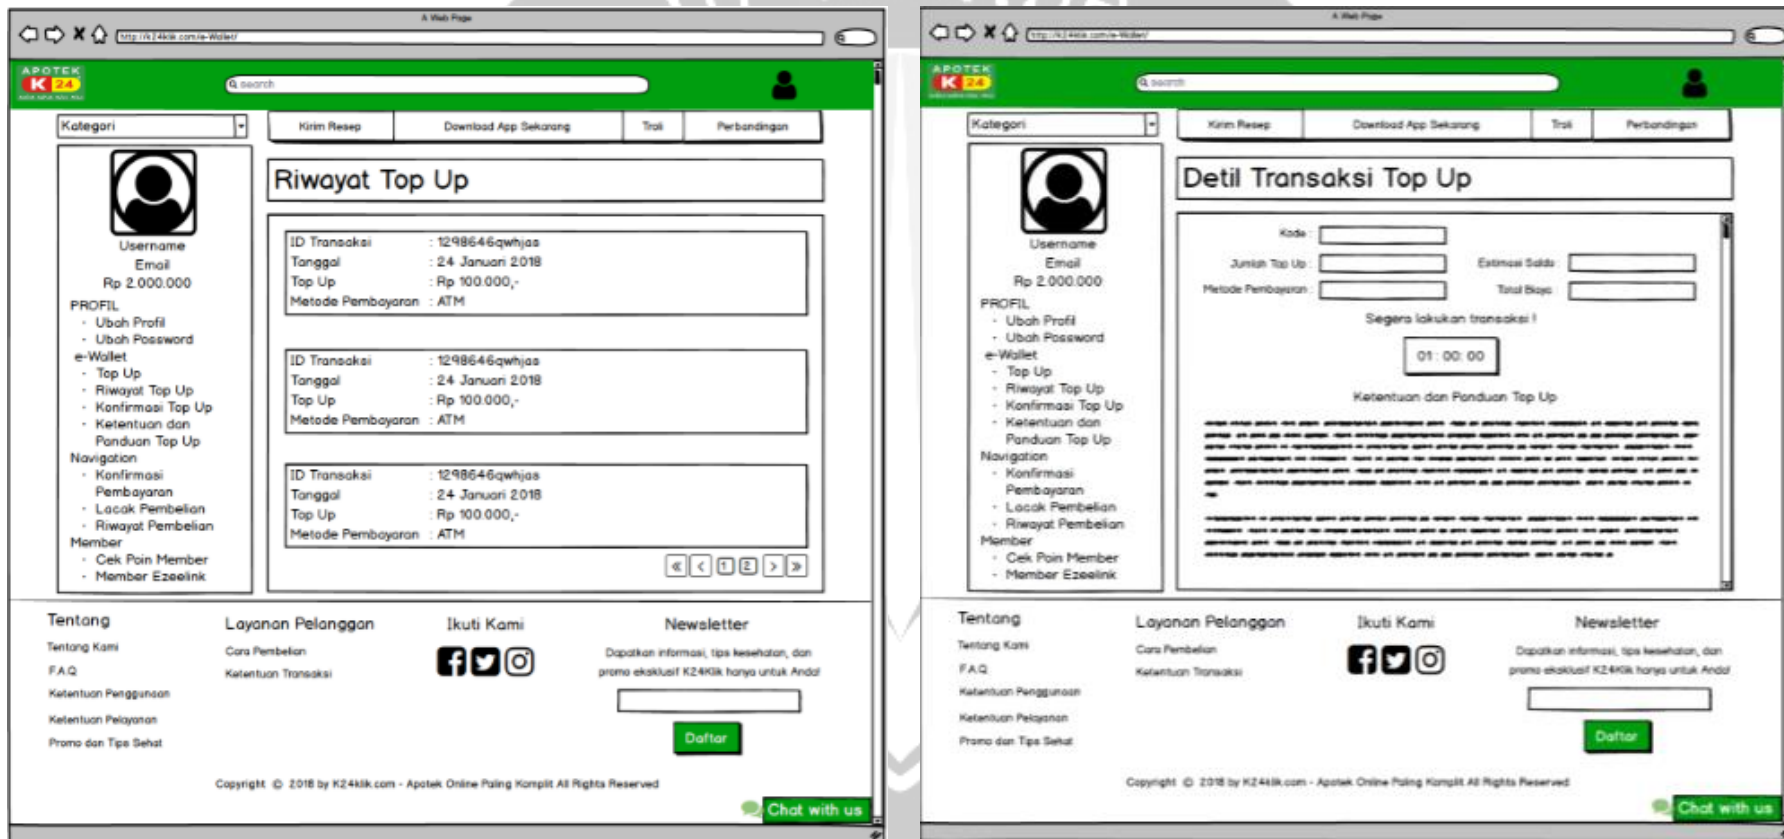 A Web Page
http://k24klik.com/e-Wallet/
APOTEK
K 24
search
Kategori
Kirim Resep
Download App Sekarang
Troli
Perbandingan
Username
Email
Rp 2.000.000
PROFIL
- Ubah Profil
- Ubah Password
e-Wallet
- Top Up
- Riwayat Top Up
- Konfirmasi Top Up
- Ketentuan dan
Panduan Top Up
Navigation
- Konfirmasi
Pembayaran
- Lacak Pembelian
- Riwayat Pembelian
Member
- Cek Poin Member
- Member Ezeelink
Riwayat Top Up
ID Transaksi : 1298646qwhjas
Tanggal : 24 Januari 2018
Top Up : Rp 100.000,-
Metode Pembayaran : ATM
ID Transaksi : 1298646qwhjas
Tanggal : 24 Januari 2018
Top Up : Rp 100.000,-
Metode Pembayaran : ATM
ID Transaksi : 1298646qwhjas
Tanggal : 24 Januari 2018
Top Up : Rp 100.000,-
Metode Pembayaran : ATM
« < 1 2 > »
Tentang
Tentang Kami
F.A.Q
Ketentuan Penggunaan
Ketentuan Pelayanan
Promo dan Tips Sehat
Layanan Pelanggan
Cara Pembelian
Ketentuan Transaksi
Ikuti Kami
Newsletter
Dapatkan informasi, tips kesehatan, dan
promo eksklusif K24Klik hanya untuk Anda!
Daftar
Copyright © 2018 by K24klik.com - Apotek Online Paling Komplit All Rights Reserved
Chat with us
A Web Page
http://k24klik.com/e-Wallet/
APOTEK
K 24
search
Kategori
Kirim Resep
Download App Sekarang
Troli
Perbandingan
Username
Email
Rp 2.000.000
PROFIL
- Ubah Profil
- Ubah Password
e-Wallet
- Top Up
- Riwayat Top Up
- Konfirmasi Top Up
- Ketentuan dan
Panduan Top Up
Navigation
- Konfirmasi
Pembayaran
- Lacak Pembelian
- Riwayat Pembelian
Member
- Cek Poin Member
- Member Ezeelink
Detil Transaksi Top Up
Kode :
Jumlah Top Up : Estimasi Saldo :
Metode Pembayaran : Total Biaya :
Segera lakukan transaksi !
01 : 00 : 00
Ketentuan dan Panduan Top Up
Tentang
Tentang Kami
F.A.Q
Ketentuan Penggunaan
Ketentuan Pelayanan
Promo dan Tips Sehat
Layanan Pelanggan
Cara Pembelian
Ketentuan Transaksi
Ikuti Kami
Newsletter
Dapatkan informasi, tips kesehatan, dan
promo eksklusif K24Klik hanya untuk Anda!
Daftar
Copyright © 2018 by K24klik.com - Apotek Online Paling Komplit All Rights Reserved
Chat with us